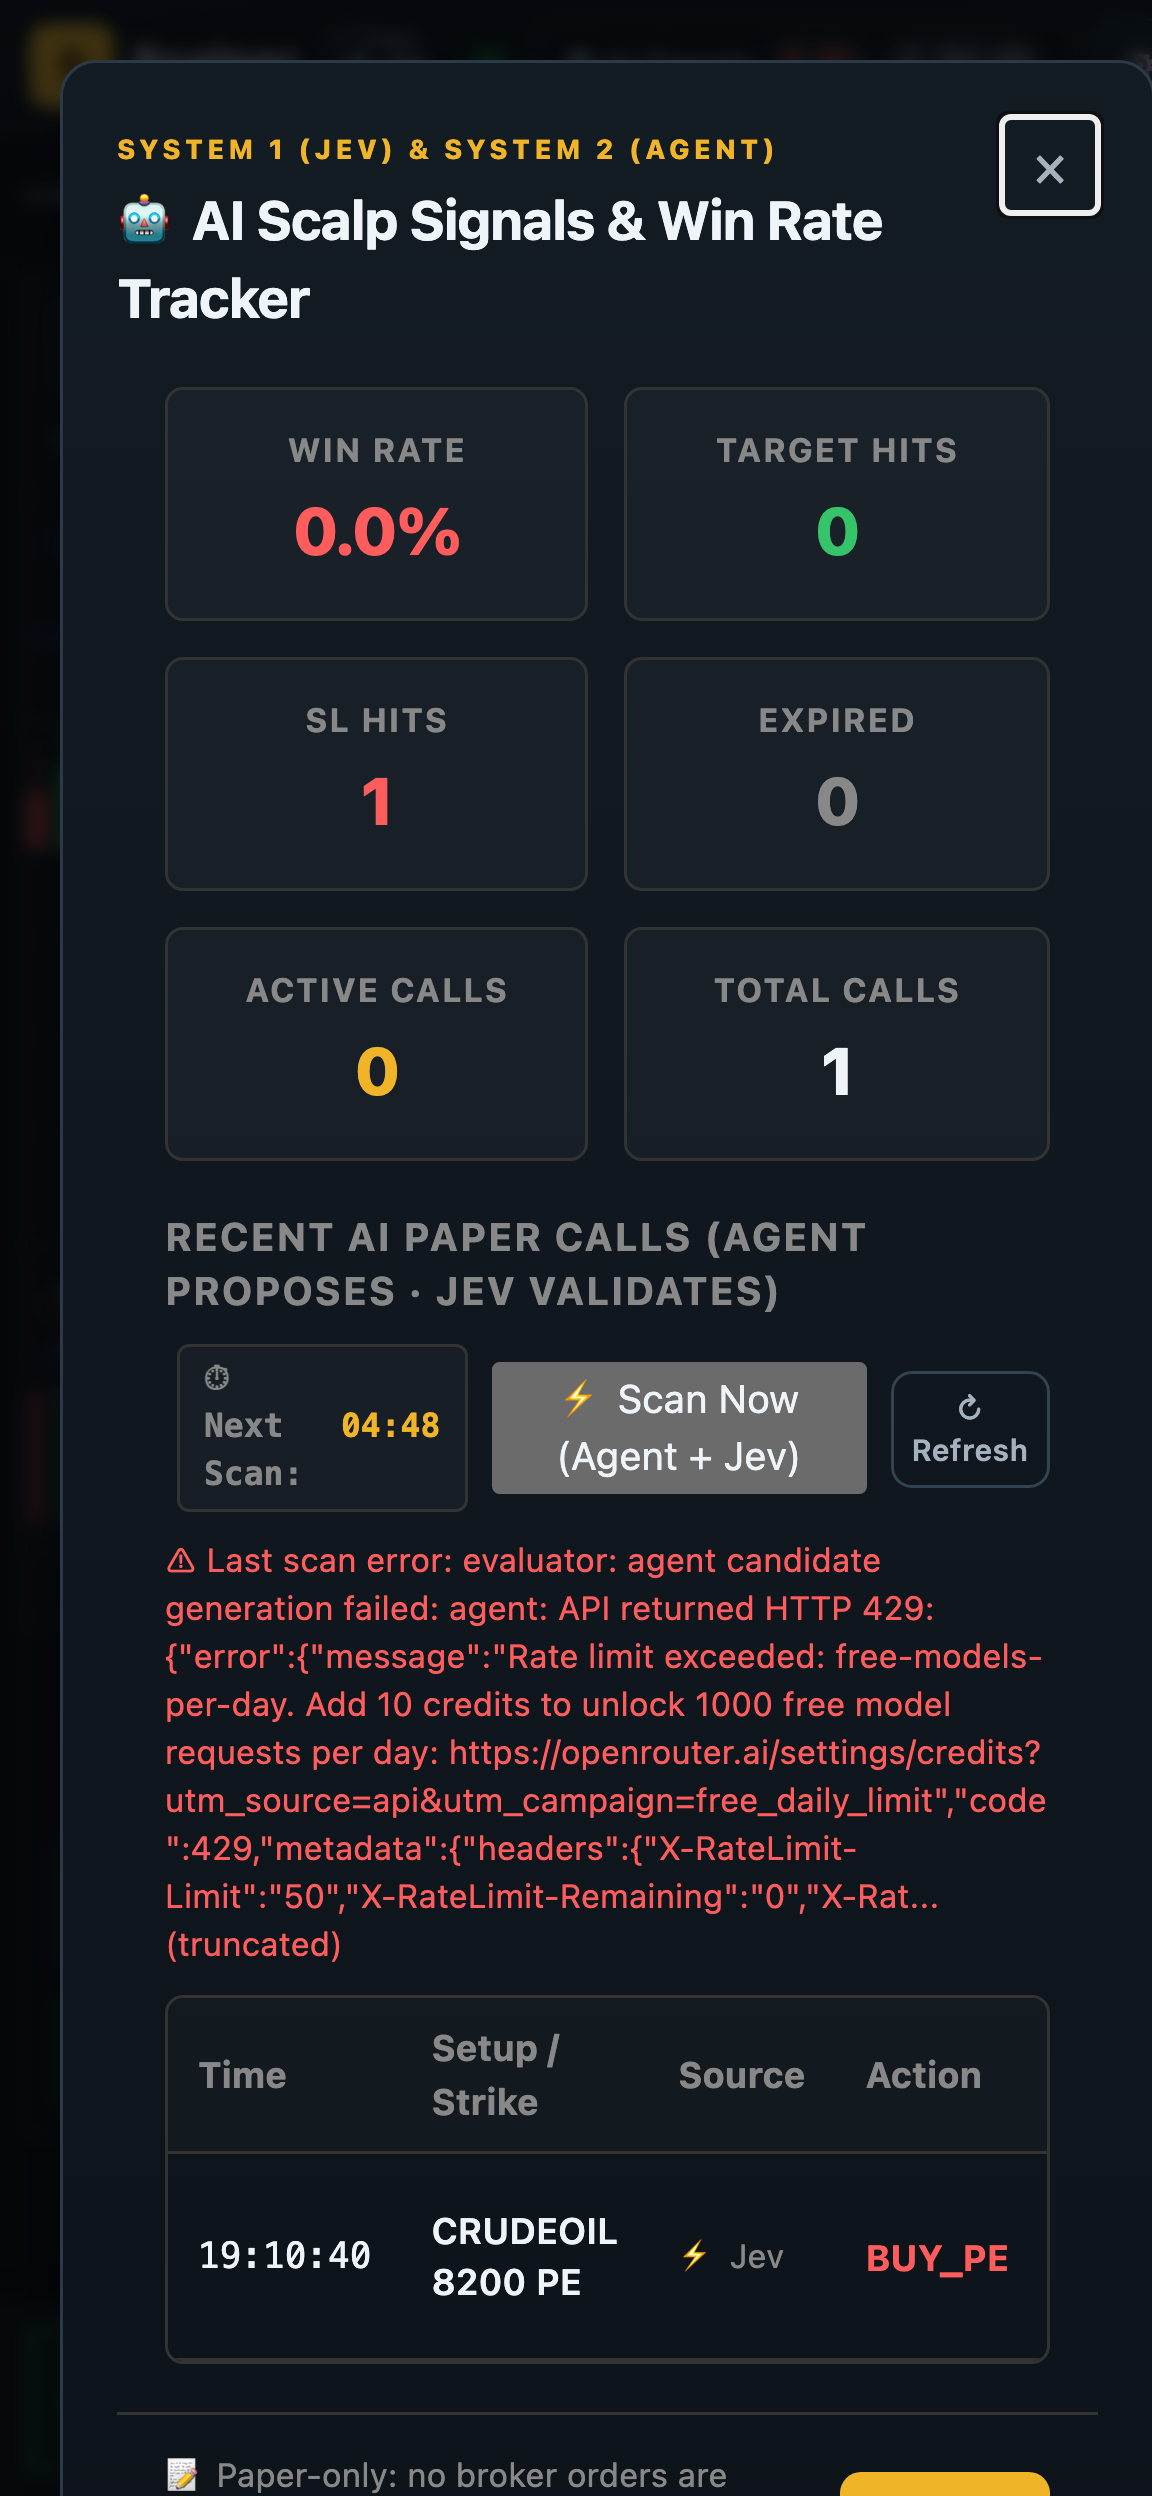 SYSTEM 1 (JEV) & SYSTEM 2 (AGENT)
🤖 AI Scalp Signals & Win Rate
Tracker
×
WIN RATE
0.0%
TARGET HITS
0
SL HITS
1
EXPIRED
0
ACTIVE CALLS
0
TOTAL CALLS
1
RECENT AI PAPER CALLS (AGENT
PROPOSES · JEV VALIDATES)
⏱
Next
Scan:
04:48
⚡ Scan Now
(Agent + Jev)
↻
Refresh
⚠ Last scan error: evaluator: agent candidate
generation failed: agent: API returned HTTP 429:
{"error":{"message":"Rate limit exceeded: free-models-
per-day. Add 10 credits to unlock 1000 free model
requests per day: https://openrouter.ai/settings/credits?
utm_source=api&utm_campaign=free_daily_limit","code
":429,"metadata":{"headers":{"X-RateLimit-
Limit":"50","X-RateLimit-Remaining":"0","X-Rat...
(truncated)
Time
Setup /
Strike
Source
Action
19:10:40
CRUDEOIL
8200 PE
⚡ Jev
BUY_PE
📝 Paper-only: no broker orders are